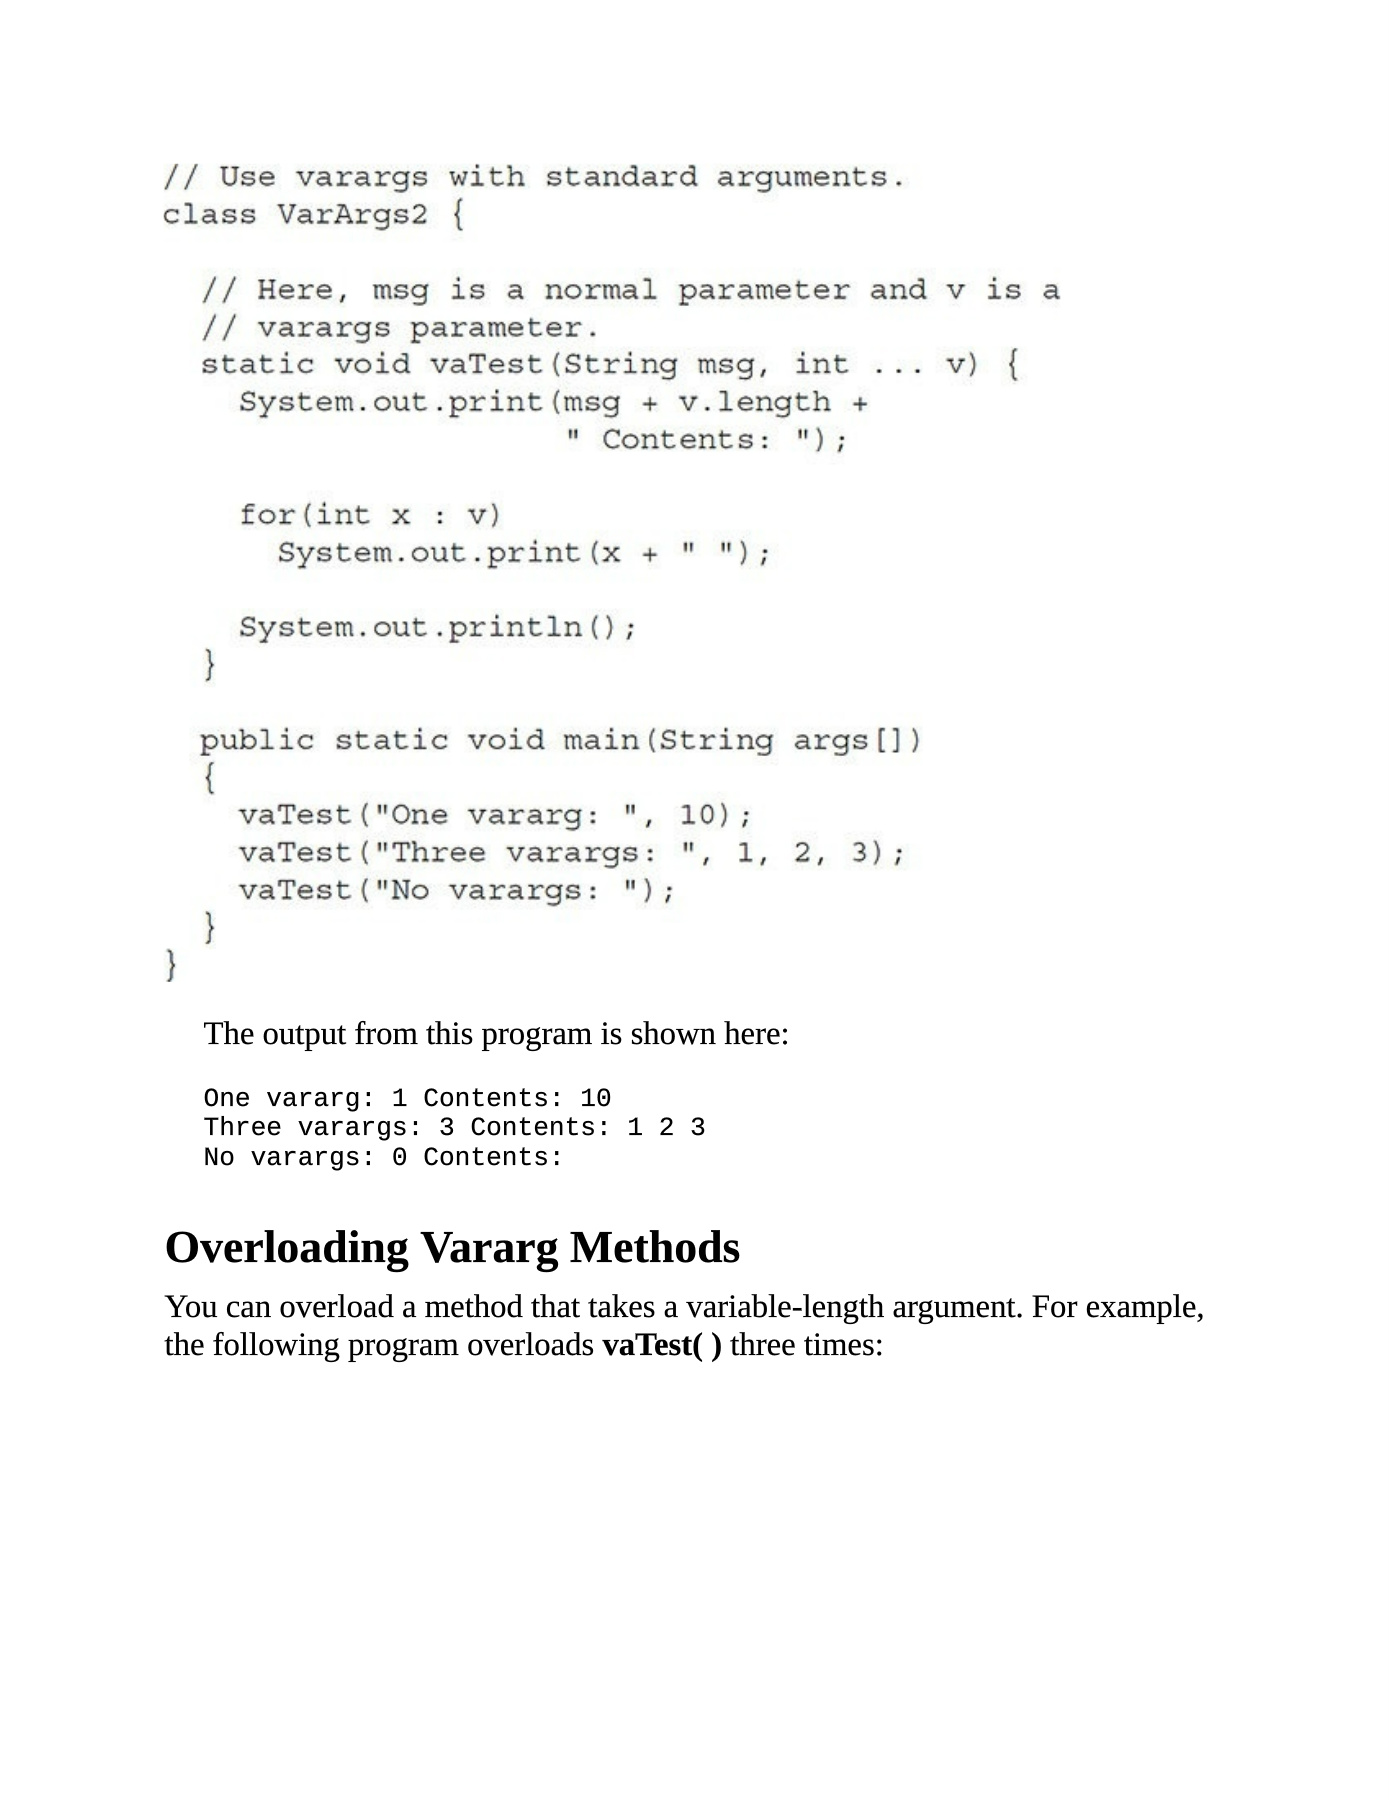 // Use varargs with standard arguments.
class VarArgs2 {
// Here, msg is a normal parameter and v is a
// varargs parameter.
static void vaTest(String msg, int ... v) {
System.out.print(msg + v.length +
" Contents: ");
for(int x : v)
System.out.print(x + " ");
System.out.println();
}
public static void main(String args[])
{
vaTest("One vararg: ", 10);
vaTest("Three varargs: ", 1, 2, 3);
vaTest("No varargs: ");
}
}
The output from this program is shown here:
One vararg: 1 Contents: 10
Three varargs: 3 Contents: 1 2 3
No varargs: 0 Contents:
Overloading Vararg Methods
You can overload a method that takes a variable-length argument. For example,
the following program overloads vaTest( ) three times: